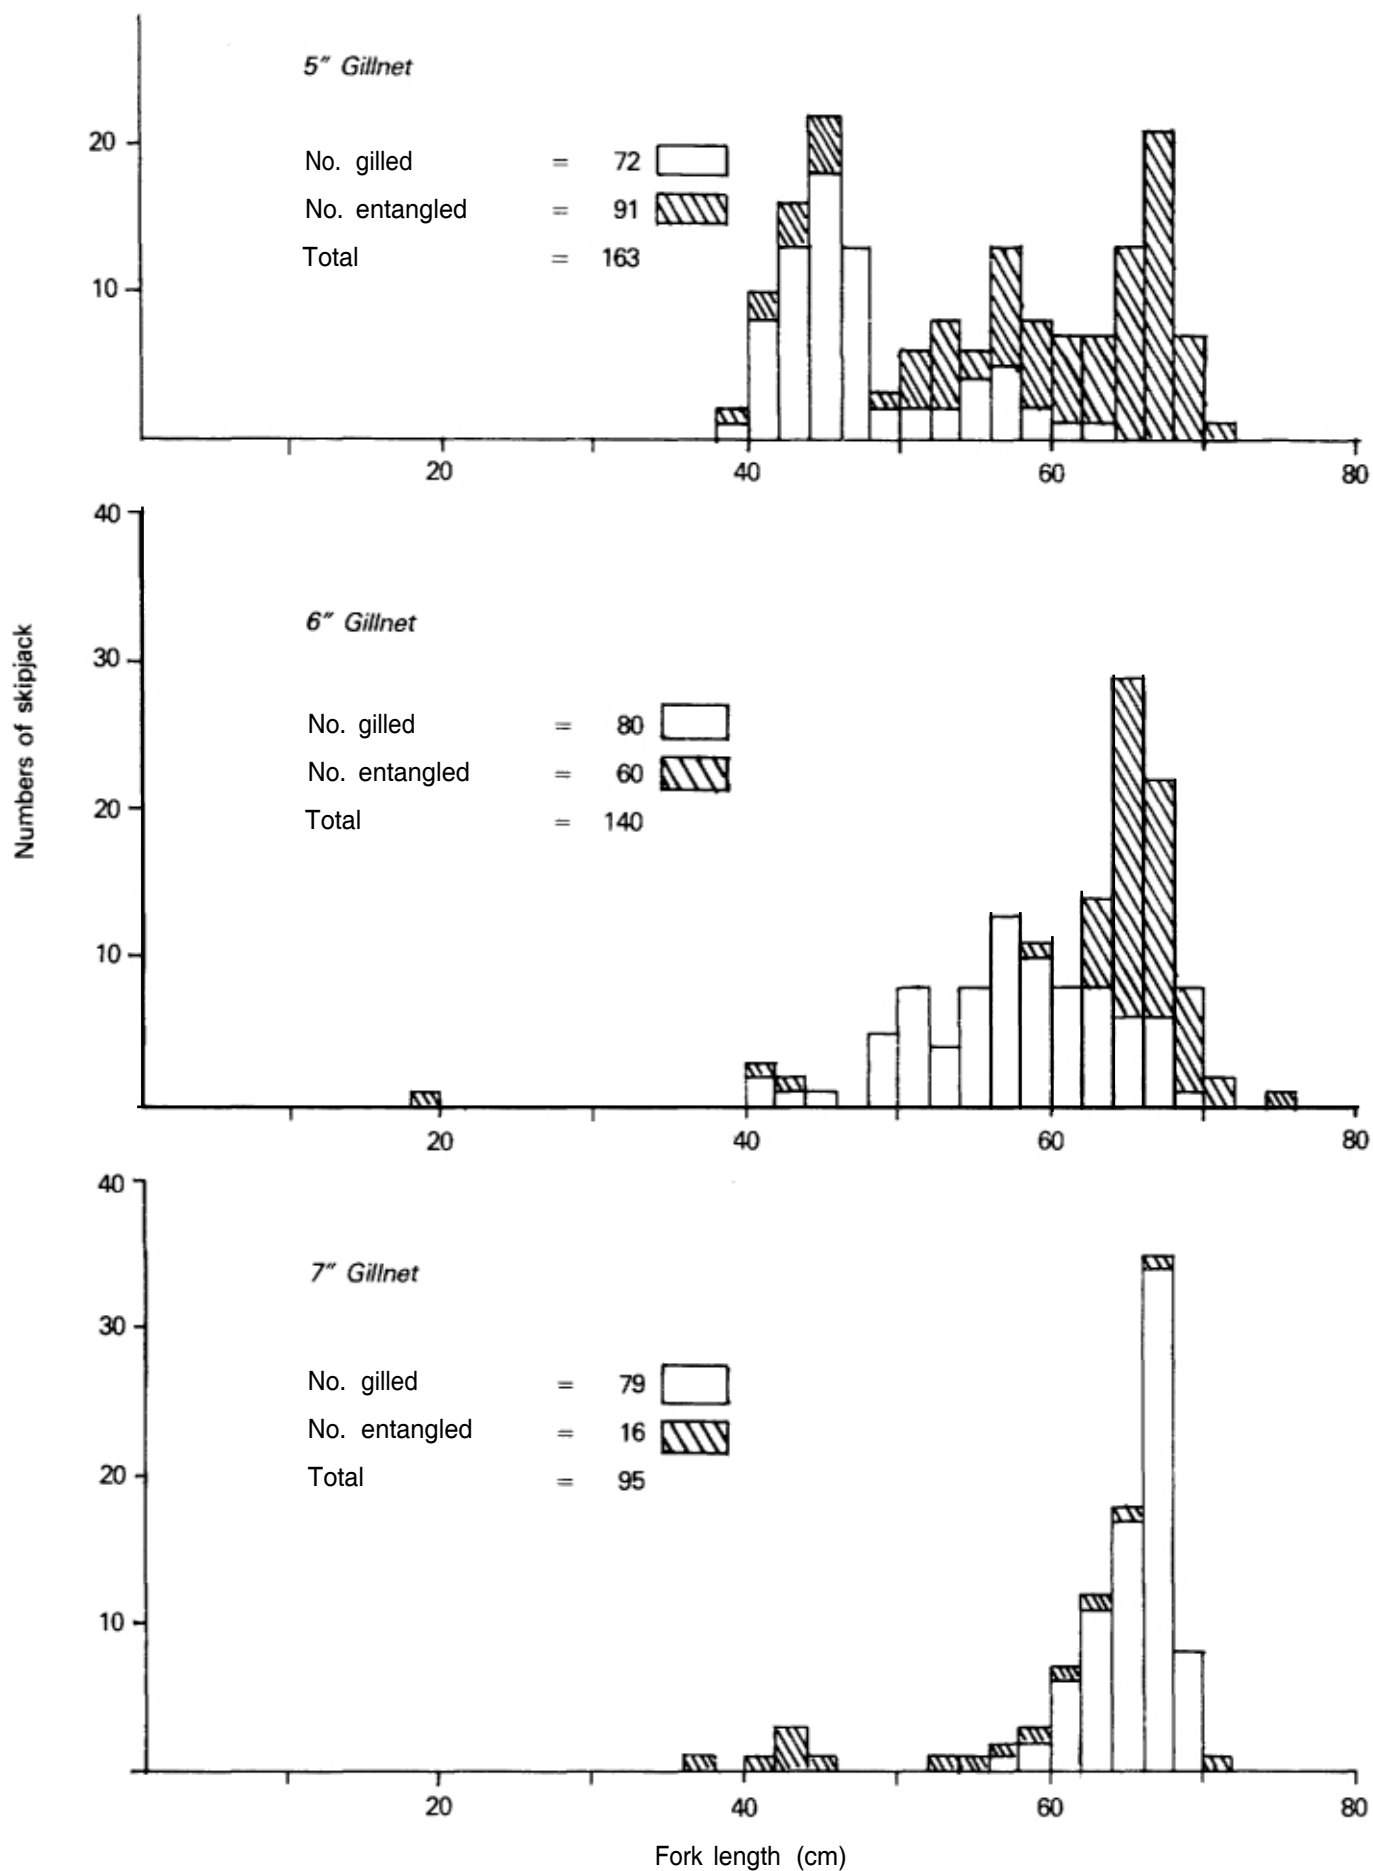 5″ Gillnet
20
No. gilled = 72
No. entangled = 91
Total = 163
10
20 40 60 80
Numbers of skipjack
40
6″ Gillnet
30
No. gilled = 80
No. entangled = 60
20
Total = 140
10
20 40 60 80
40
7″ Gillnet
30
No. gilled = 79
No. entangled = 16
20
Total = 95
10
20 40 60 80
Fork length (cm)